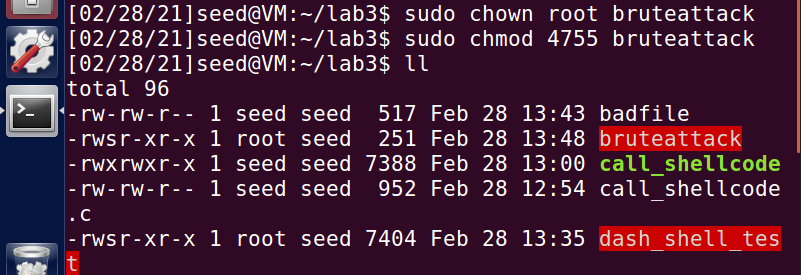 [02/28/21]seed@VM:~/lab3$ sudo chown root bruteattack
[02/28/21]seed@VM:~/lab3$ sudo chmod 4755 bruteattack
[02/28/21]seed@VM:~/lab3$ ll
total 96
-rw-rw-r-- 1 seed seed  517 Feb 28 13:43 badfile
-rwsr-xr-x 1 root seed  251 Feb 28 13:48 bruteattack
-rwxrwxr-x 1 seed seed 7388 Feb 28 13:00 call_shellcode
-rw-rw-r-- 1 seed seed  952 Feb 28 12:54 call_shellcode
.c
-rwsr-xr-x 1 root seed 7404 Feb 28 13:35 dash_shell_tes
t